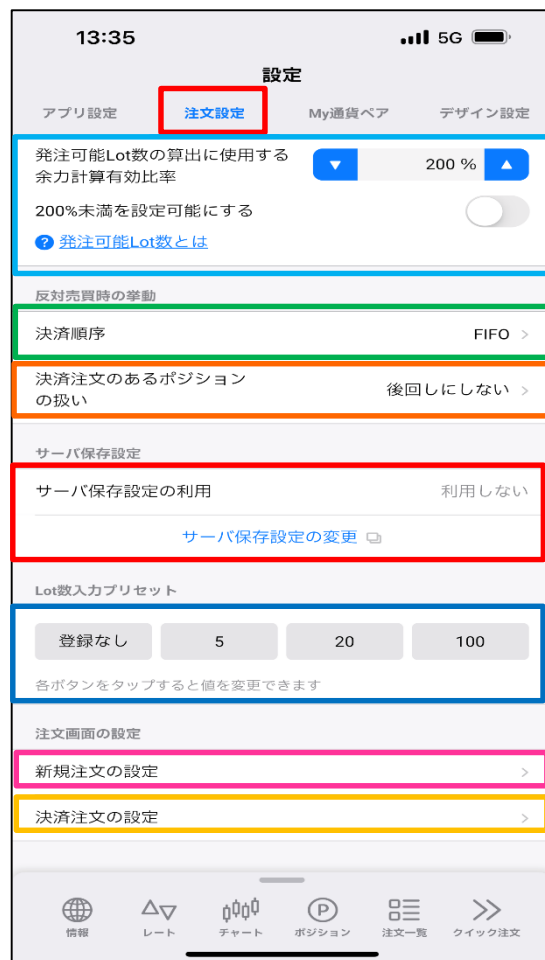 13:35
5G
設定
アプリ設定 注文設定 My通貨ペア デザイン設定
発注可能Lot数の算出に使用する
余力計算有効比率
▼ 200 % ▲
200%未満を設定可能にする
? 発注可能Lot数とは
反対売買時の挙動
決済順序 FIFO >
決済注文のあるポジション
の扱い
後回しにしない >
サーバ保存設定
サーバ保存設定の利用 利用しない
サーバ保存設定の変更
Lot数入力プリセット
登録なし 5 20 100
各ボタンをタップすると値を変更できます
注文画面の設定
新規注文の設定 >
決済注文の設定 >
P
情報 レート チャート ポジション 注文一覧 クイック注文